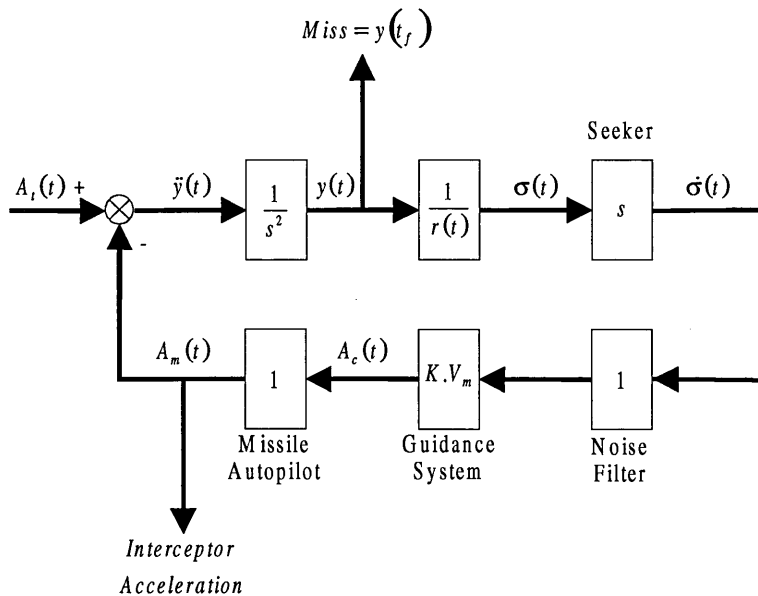 Miss = y(t_f)
Seeker
A_t(t) +
ÿ(t)
1/s²
y(t)
1/r(t)
σ(t)
s
σ̇(t)
-
A_m(t)
1
A_c(t)
K.V_m
1
Missile
Autopilot
Guidance
System
Noise
Filter
Interceptor
Acceleration